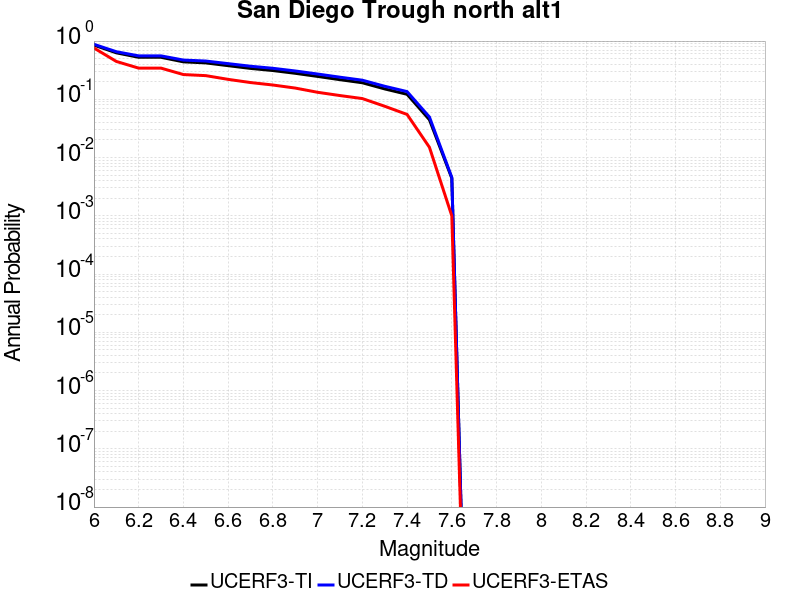 San Diego Trough north alt1
10^0
10^-1
10^-2
10^-3
10^-4
10^-5
10^-6
10^-7
10^-8
Annual Probability
6 6.2 6.4 6.6 6.8 7 7.2 7.4 7.6 7.8 8 8.2 8.4 8.6 8.8 9
Magnitude
UCERF3-TI UCERF3-TD UCERF3-ETAS